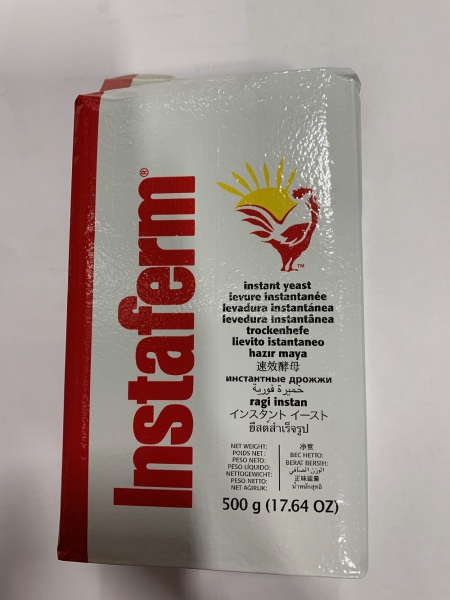 Instaferm®
TM
instant yeast
levure instantanée
levadura instantánea
levedura instantânea
trockenhefe
lievito istantaneo
hazır maya
速效酵母
инстантные дрожжи
خميرة فورية
ragi instan
インスタント イースト
ยีสต์สำเร็จรูป
NET WEIGHT:
POIDS NET:
PESO NETO:
PESO LÍQUIDO:
NETTOGEWICHT:
PESO NETTO:
NET AGIRLIK:
净重
ВЕС НЕТТО:
BERAT BERSIH:
الوزن الصافي
正味重量
น้ำหนักสุทธิ
500 g (17.64 OZ)